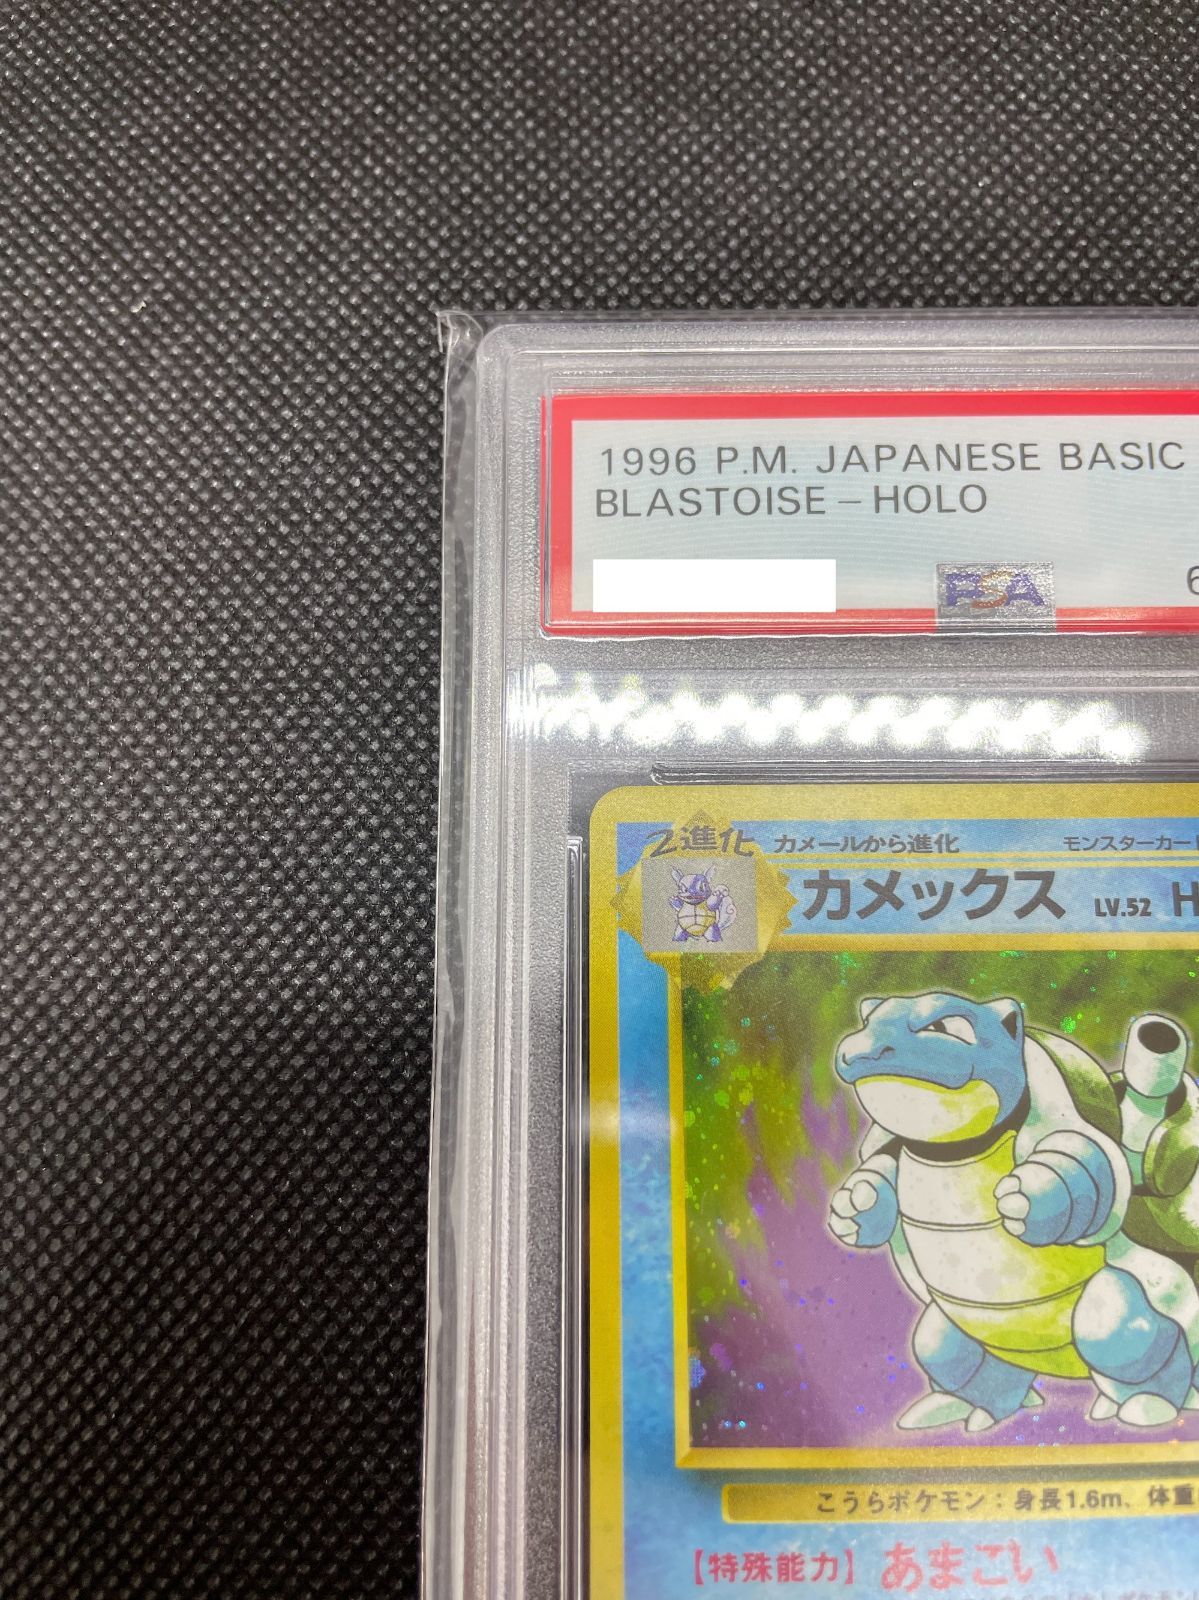 1996 P.M. JAPANESE BASIC
BLASTOISE - HOLO
PSA
6
2進化
カメールから進化
カメックス LV.52 H
こうらポケモン：身長1.6m、体重
【特殊能力】 あまごい